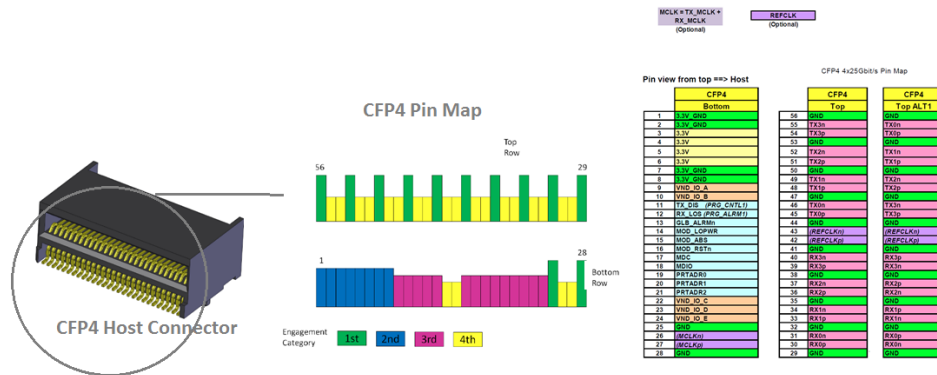 MCLK = TX_MCLK +
RX_MCLK
(Optional)
REFCLK
(Optional)
CFP4 4x25Gbit/s Pin Map
Pin view from top ==> Host
CFP4 Pin Map
Top
Row
56
29
1
28
Bottom
Row
Engagement
Category
1st
2nd
3rd
4th
CFP4 Host Connector
CFP4
Bottom
1 3.3V_GND
2 3.3V_GND
3 3.3V
4 3.3V
5 3.3V
6 3.3V
7 3.3V_GND
8 3.3V_GND
9 VND_IO_A
10 VND_IO_B
11 TX_DIS (PRG_CNTL1)
12 RX_LOS (PRG_ALRM1)
13 GLB_ALRMn
14 MOD_LOPWR
15 MOD_ABS
16 MOD_RSTn
17 MDC
18 MDIO
19 PRTADR0
20 PRTADR1
21 PRTADR2
22 VND_IO_C
23 VND_IO_D
24 VND_IO_E
25 GND
26 (MCLKn)
27 (MCLKp)
28 GND
CFP4 CFP4
Top Top ALT1
56 GND GND
55 TX3n TX0n
54 TX3p TX0p
53 GND GND
52 TX2n TX1n
51 TX2p TX1p
50 GND GND
49 TX1n TX2n
48 TX1p TX2p
47 GND GND
46 TX0n TX3n
45 TX0p TX3p
44 GND GND
43 (REFCLKn) (REFCLKn)
42 (REFCLKp) (REFCLKp)
41 GND GND
40 RX3n RX3n
39 RX3p RX3p
38 GND GND
37 RX2n RX2n
36 RX2p RX2p
35 GND GND
34 RX1n RX1n
33 RX1p RX1p
32 GND GND
31 RX0n RX0n
30 RX0p RX0p
29 GND GND